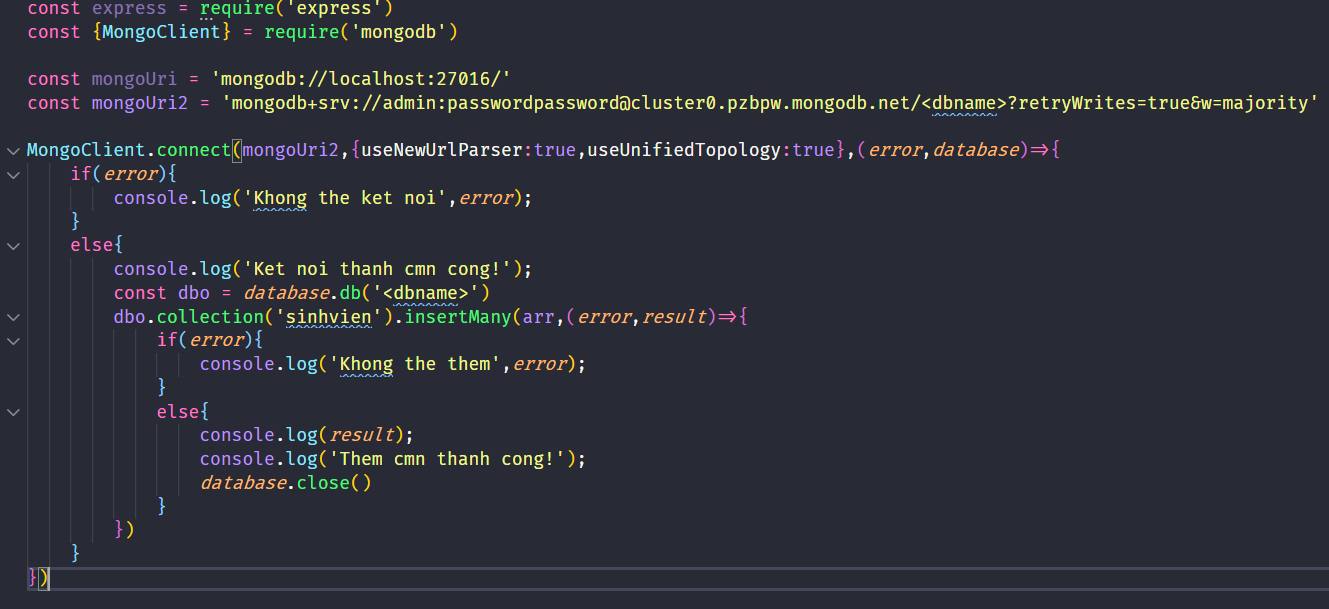 const express = require('express')
const {MongoClient} = require('mongodb')
const mongoUri = 'mongodb://localhost:27016/'
const mongoUri2 = 'mongodb+srv://admin:passwordpassword@cluster0.pzbpw.mongodb.net/<dbname>?retryWrites=true&w=majority'
MongoClient.connect(mongoUri2,{useNewUrlParser:true,useUnifiedTopology:true},(error,database)=>{
if(error){
console.log('Khong the ket noi',error);
}
else{
console.log('Ket noi thanh cmn cong!');
const dbo = database.db('<dbname>')
dbo.collection('sinhvien').insertMany(arr,(error,result)=>{
if(error){
console.log('Khong the them',error);
}
else{
console.log(result);
console.log('Them cmn thanh cong!');
database.close()
}
})
}
})